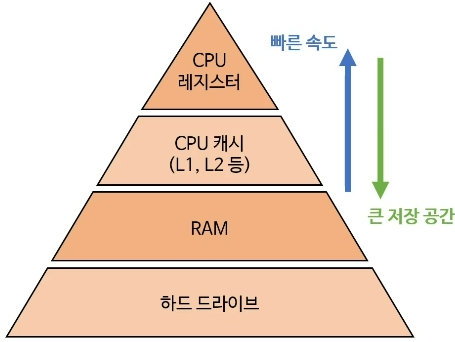 CPU
레지스터
빠른 속도
CPU 캐시
(L1, L2 등)
큰 저장 공간
RAM
하드 드라이브